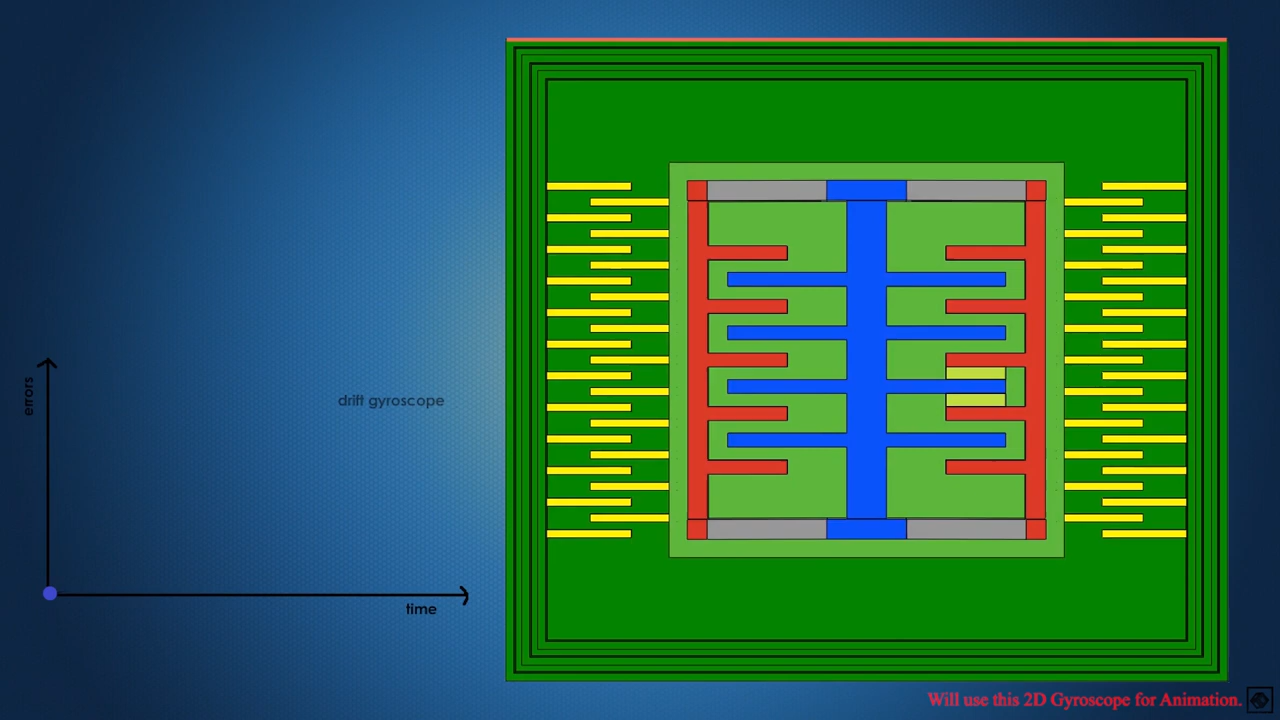 errors
drift gyroscope
time
Will use this 2D Gyroscope for Animation.